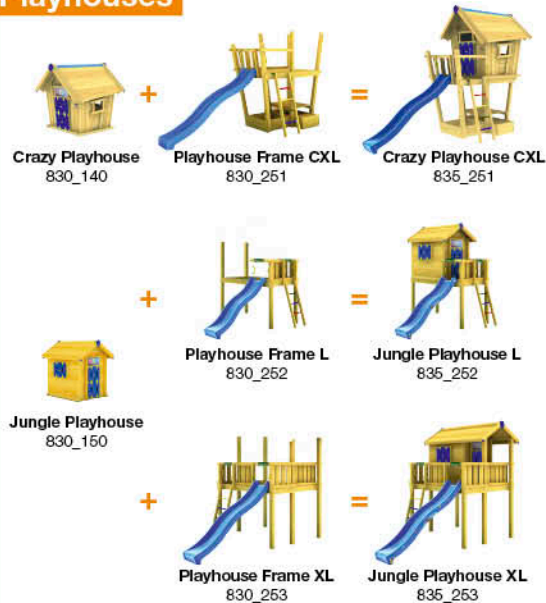 Playhouses
+
=
Crazy Playhouse
830_140
Playhouse Frame CXL
830_251
Crazy Playhouse CXL
835_251
+
=
Playhouse Frame L
830_252
Jungle Playhouse L
835_252
Jungle Playhouse
830_150
+
=
Playhouse Frame XL
830_253
Jungle Playhouse XL
835_253